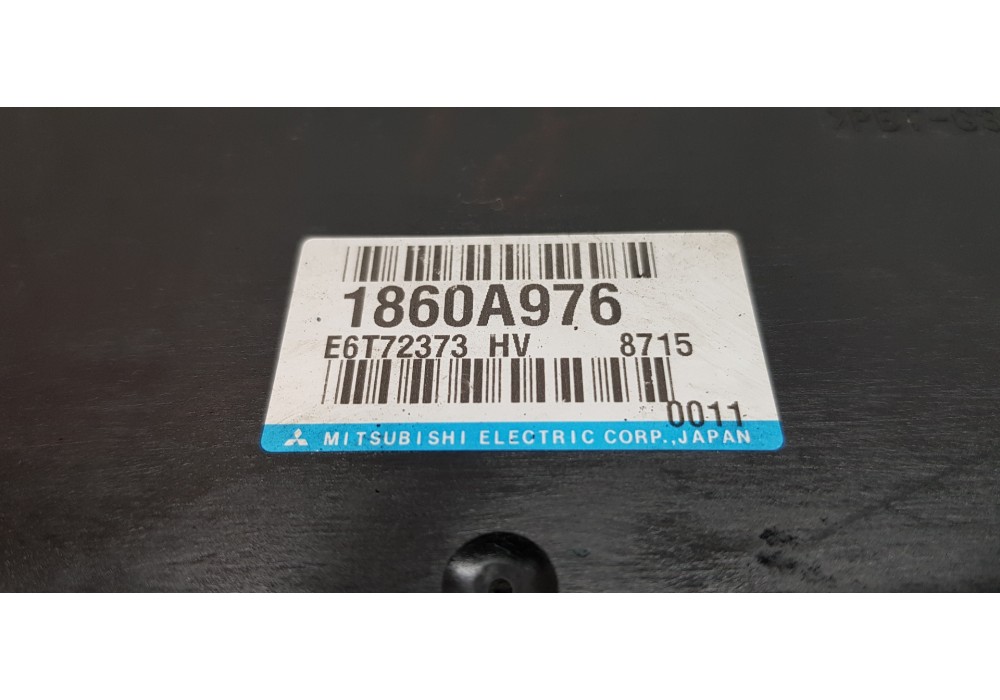 1860A976
E6T72373 HV 8715
0011
MITSUBISHI ELECTRIC CORP., JAPAN